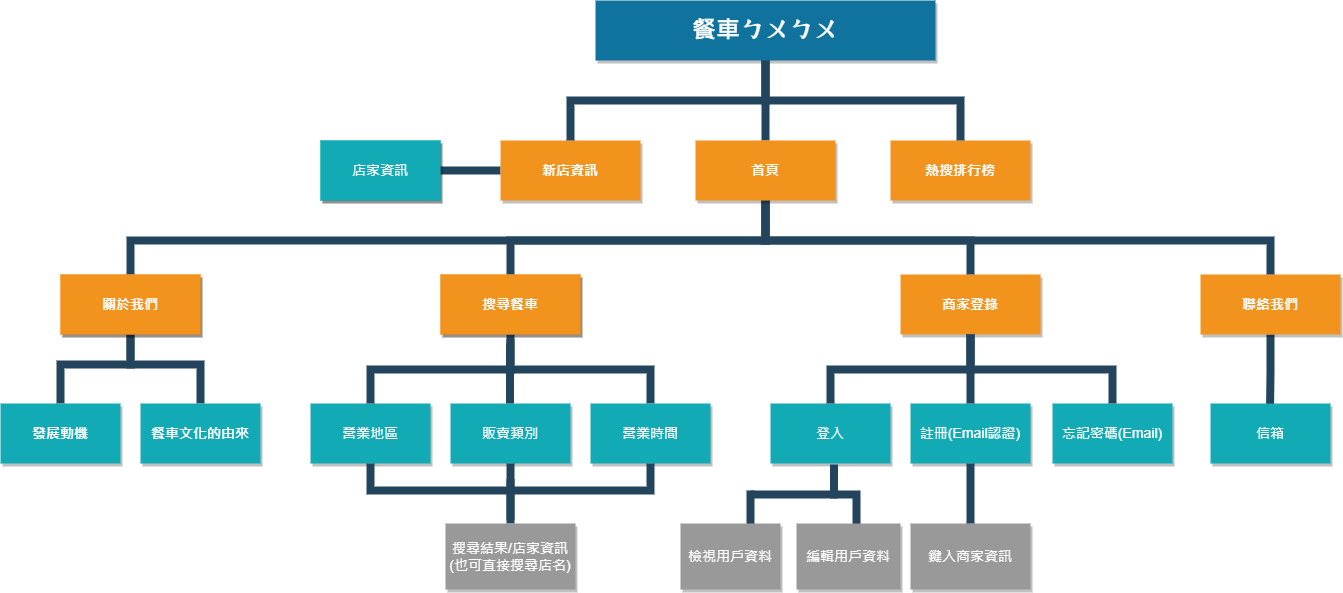 餐車ㄅㄨㄅㄨ
店家資訊
新店資訊
首頁
熱搜排行榜
關於我們
搜尋餐車
商家登錄
聯絡我們
發展動機
餐車文化的由來
營業地區
販賣類別
營業時間
登入
註冊(Email認證)
忘記密碼(Email)
信箱
搜尋結果/店家資訊
(也可直接搜尋店名)
檢視用戶資料
編輯用戶資料
鍵入商家資訊